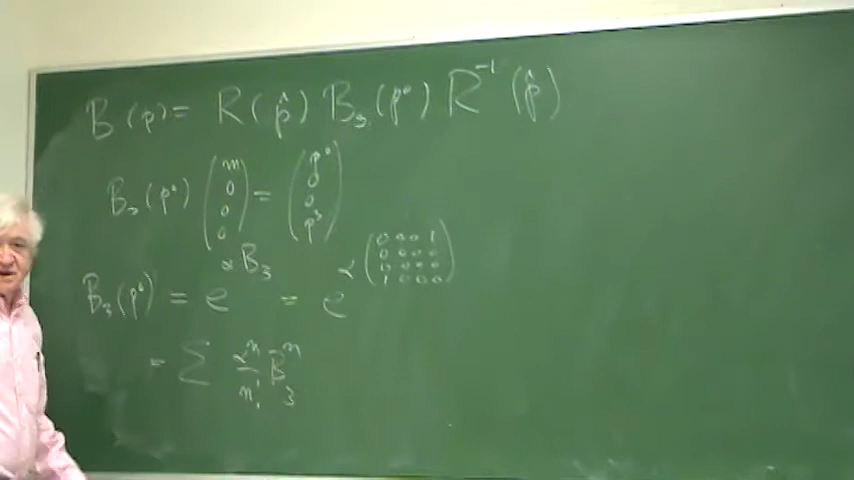 B(p) = R(p̂) B₃(p⁰) R⁻¹(p̂)
B₃(p⁰) (m 0 0 0) = (p⁰ 0 0 p³)
B₃(p⁰) = e^{α B₃} = e^{α (0 0 0 1 / 0 0 0 0 / 0 0 0 0 / 1 0 0 0)}
= Σ αⁿ/n! B₃ⁿ